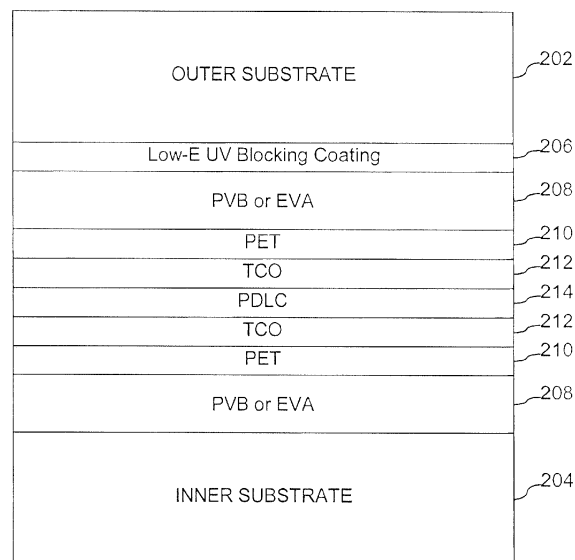 OUTER SUBSTRATE 202
Low-E UV Blocking Coating 206
PVB or EVA 208
PET 210
TCO 212
PDLC 214
TCO 212
PET 210
PVB or EVA 208
INNER SUBSTRATE 204